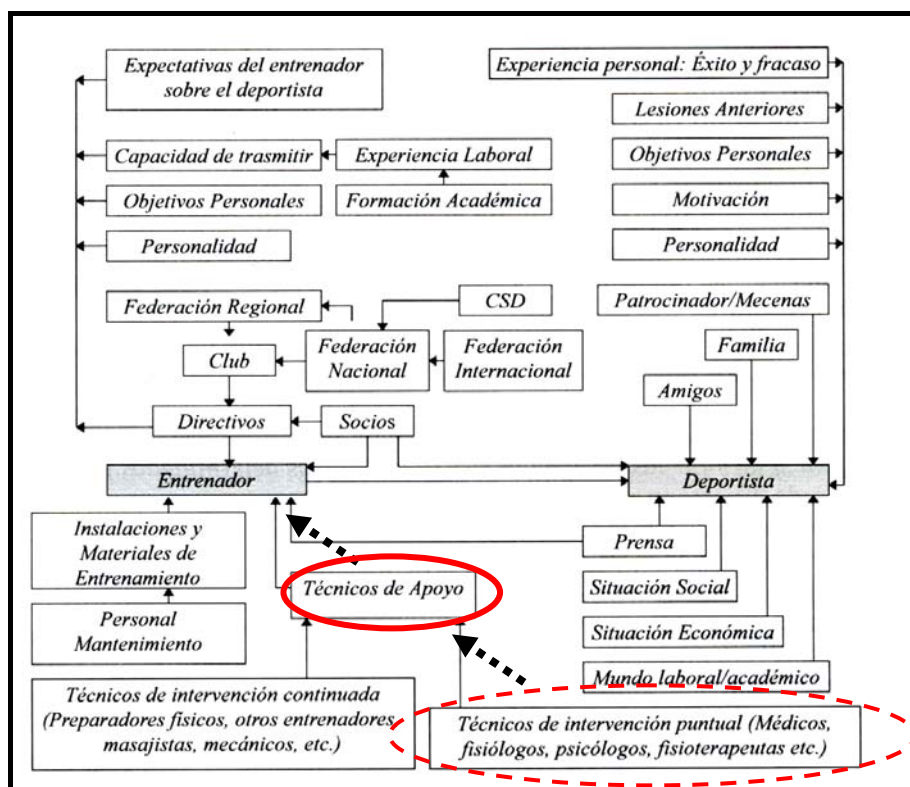 Expectativas del entrenador
sobre el deportista
Experiencia personal: Éxito y fracaso
Lesiones Anteriores
Capacidad de trasmitir
Experiencia Laboral
Objetivos Personales
Objetivos Personales
Formación Académica
Motivación
Personalidad
Personalidad
Federación Regional
CSD
Patrocinador/Mecenas
Club
Federación
Nacional
Federación
Internacional
Familia
Amigos
Directivos
Socios
Entrenador
Deportista
Instalaciones y
Materiales de
Entrenamiento
Prensa
Técnicos de Apoyo
Situación Social
Personal
Mantenimiento
Situación Económica
Mundo laboral/académico
Técnicos de intervención continuada
(Preparadores físicos, otros entrenadores
masajistas, mecánicos, etc.)
Técnicos de intervención puntual (Médicos,
fisiólogos, psicólogos, fisioterapeutas etc.)